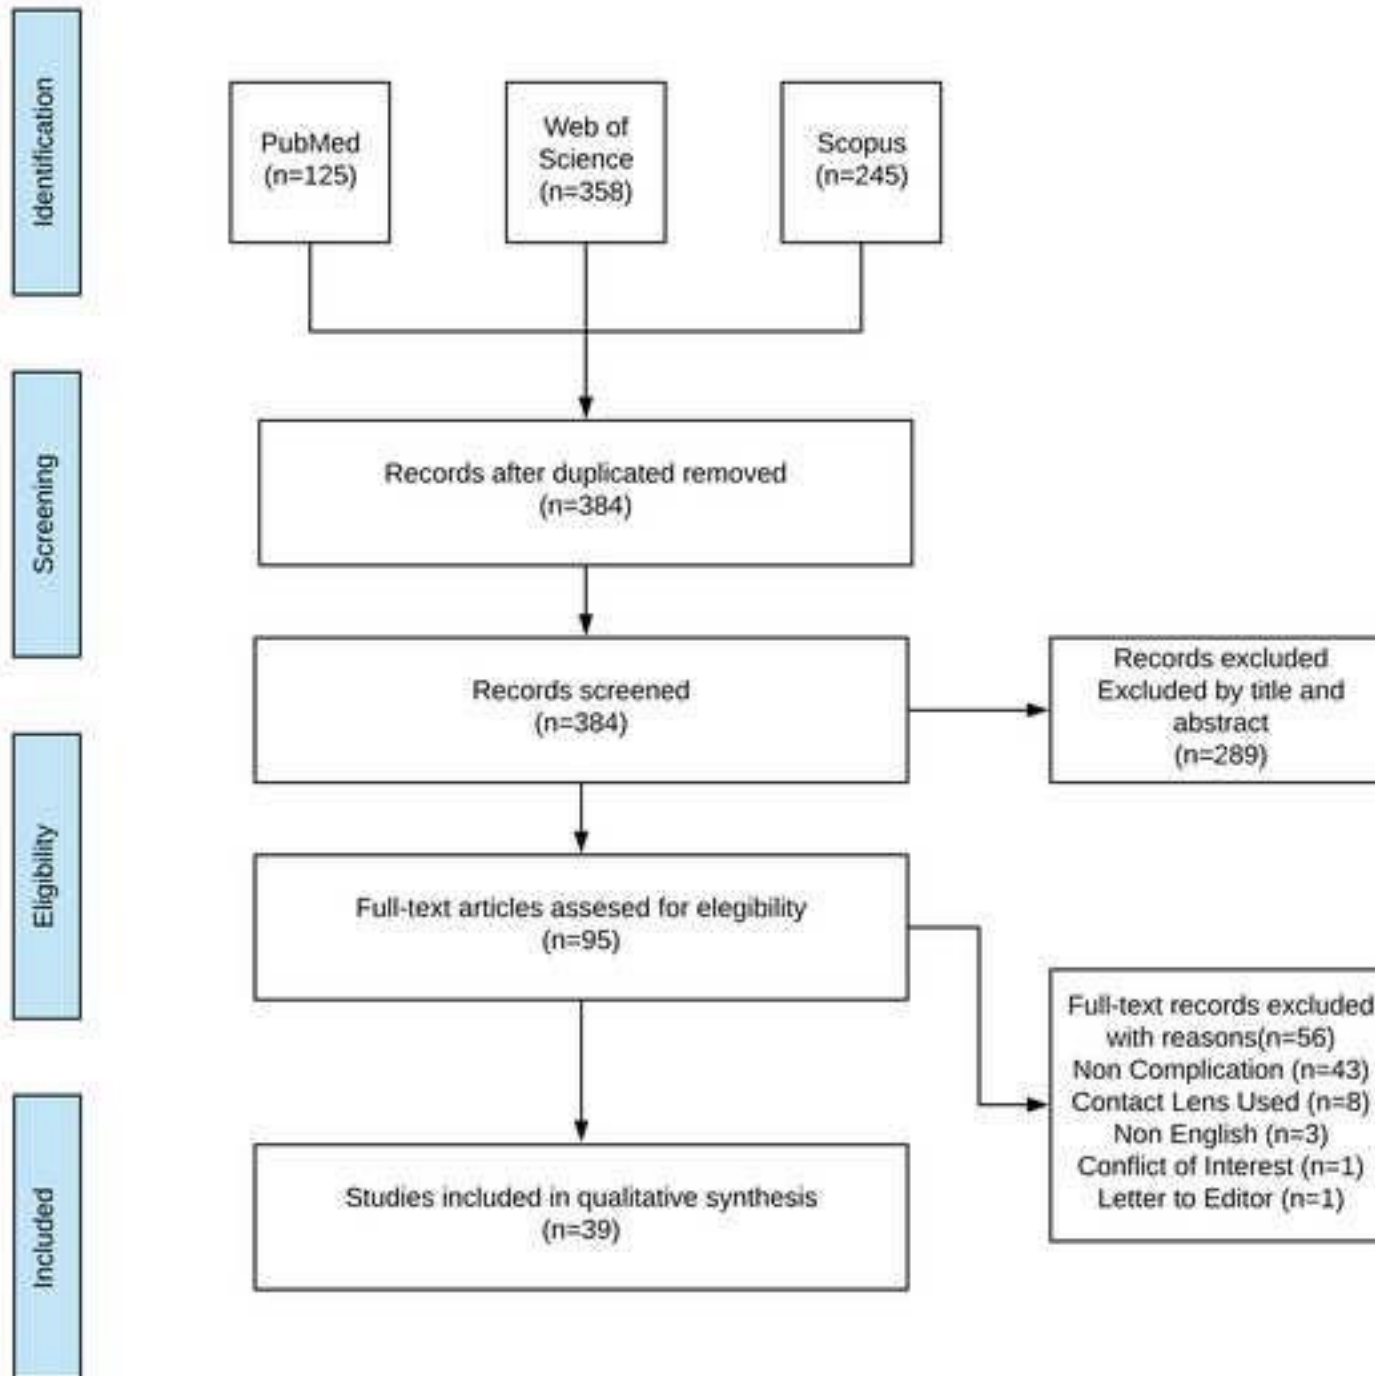 Identification
PubMed
(n=125)
Web of
Science
(n=358)
Scopus
(n=245)
Screening
Records after duplicated removed
(n=384)
Records screened
(n=384)
Records excluded
Excluded by title and
abstract
(n=289)
Eligibility
Full-text articles assesed for elegibility
(n=95)
Full-text records excluded
with reasons(n=56)
Non Complication (n=43)
Contact Lens Used (n=8)
Non English (n=3)
Conflict of Interest (n=1)
Letter to Editor (n=1)
Included
Studies included in qualitative synthesis
(n=39)